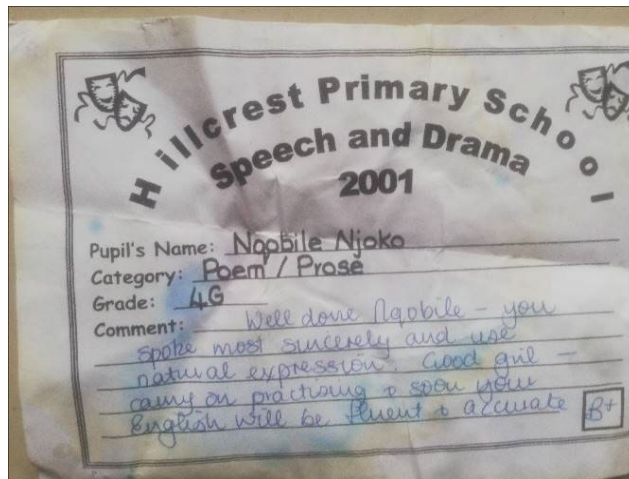 Hillcrest Primary School
Speech and Drama
2001
Pupil's Name: Nqobile Njoko
Category: Poem / Prose
Grade: 4G
Comment: Well done Nqobile - you
spoke most sincerely and use
natural expression. Good girl -
carry on practising & soon your
English will be fluent & accurate
B+